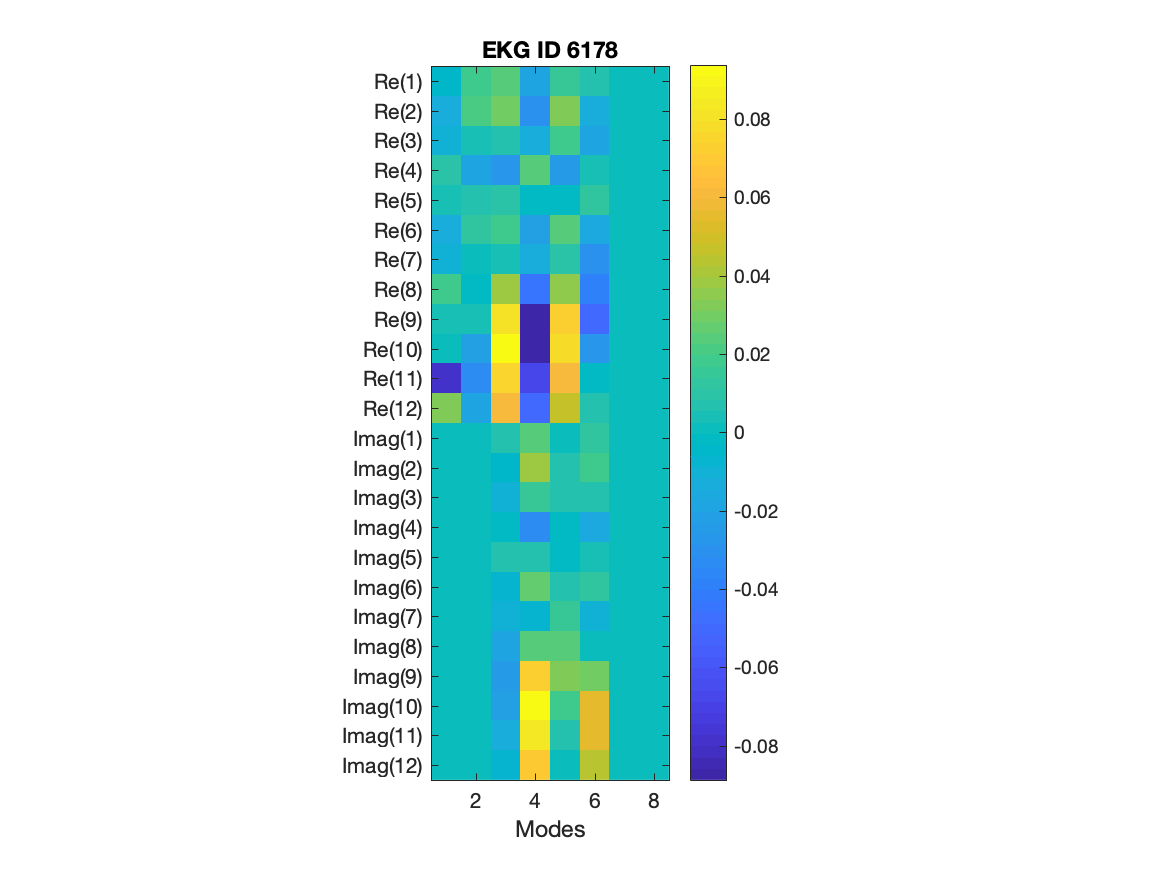 EKG ID 6178
Re(1)
Re(2)
Re(3)
Re(4)
Re(5)
Re(6)
Re(7)
Re(8)
Re(9)
Re(10)
Re(11)
Re(12)
Imag(1)
Imag(2)
Imag(3)
Imag(4)
Imag(5)
Imag(6)
Imag(7)
Imag(8)
Imag(9)
Imag(10)
Imag(11)
Imag(12)
2 4 6 8
Modes
0.08
0.06
0.04
0.02
0
-0.02
-0.04
-0.06
-0.08